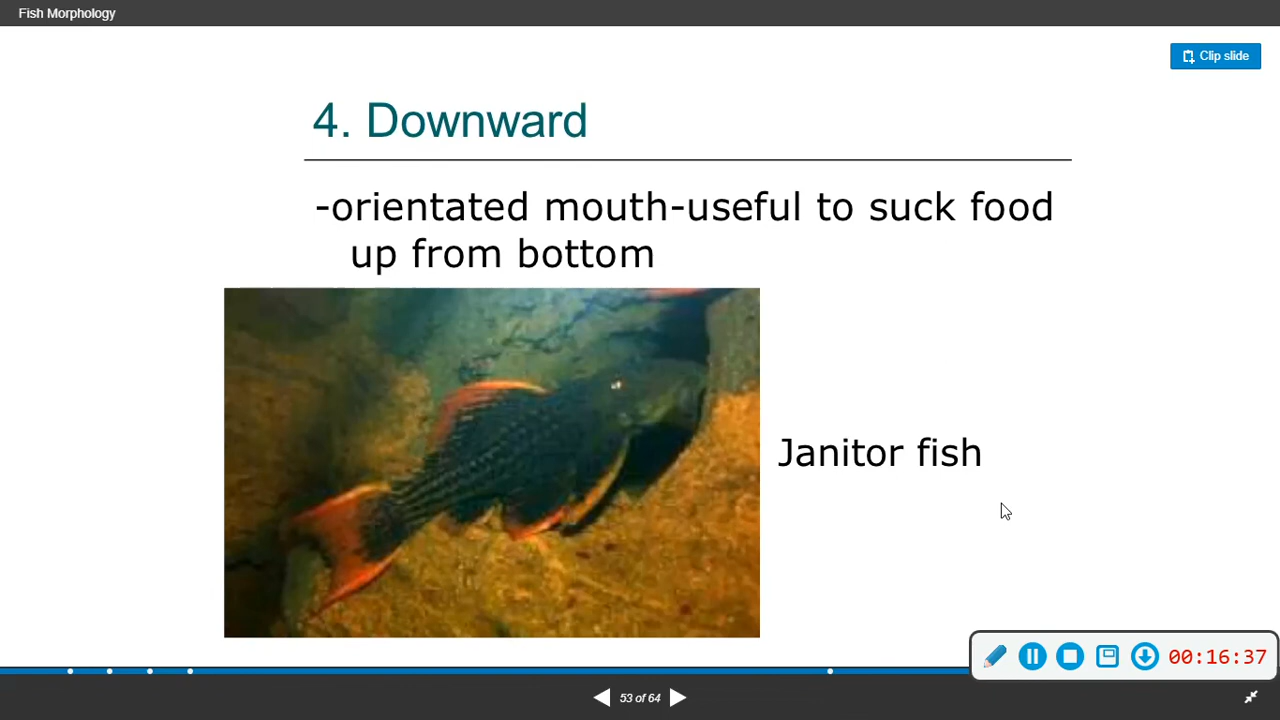 Fish Morphology
Clip slide
4. Downward
-orientated mouth-useful to suck food
up from bottom
Janitor fish
00:16:37
53 of 64